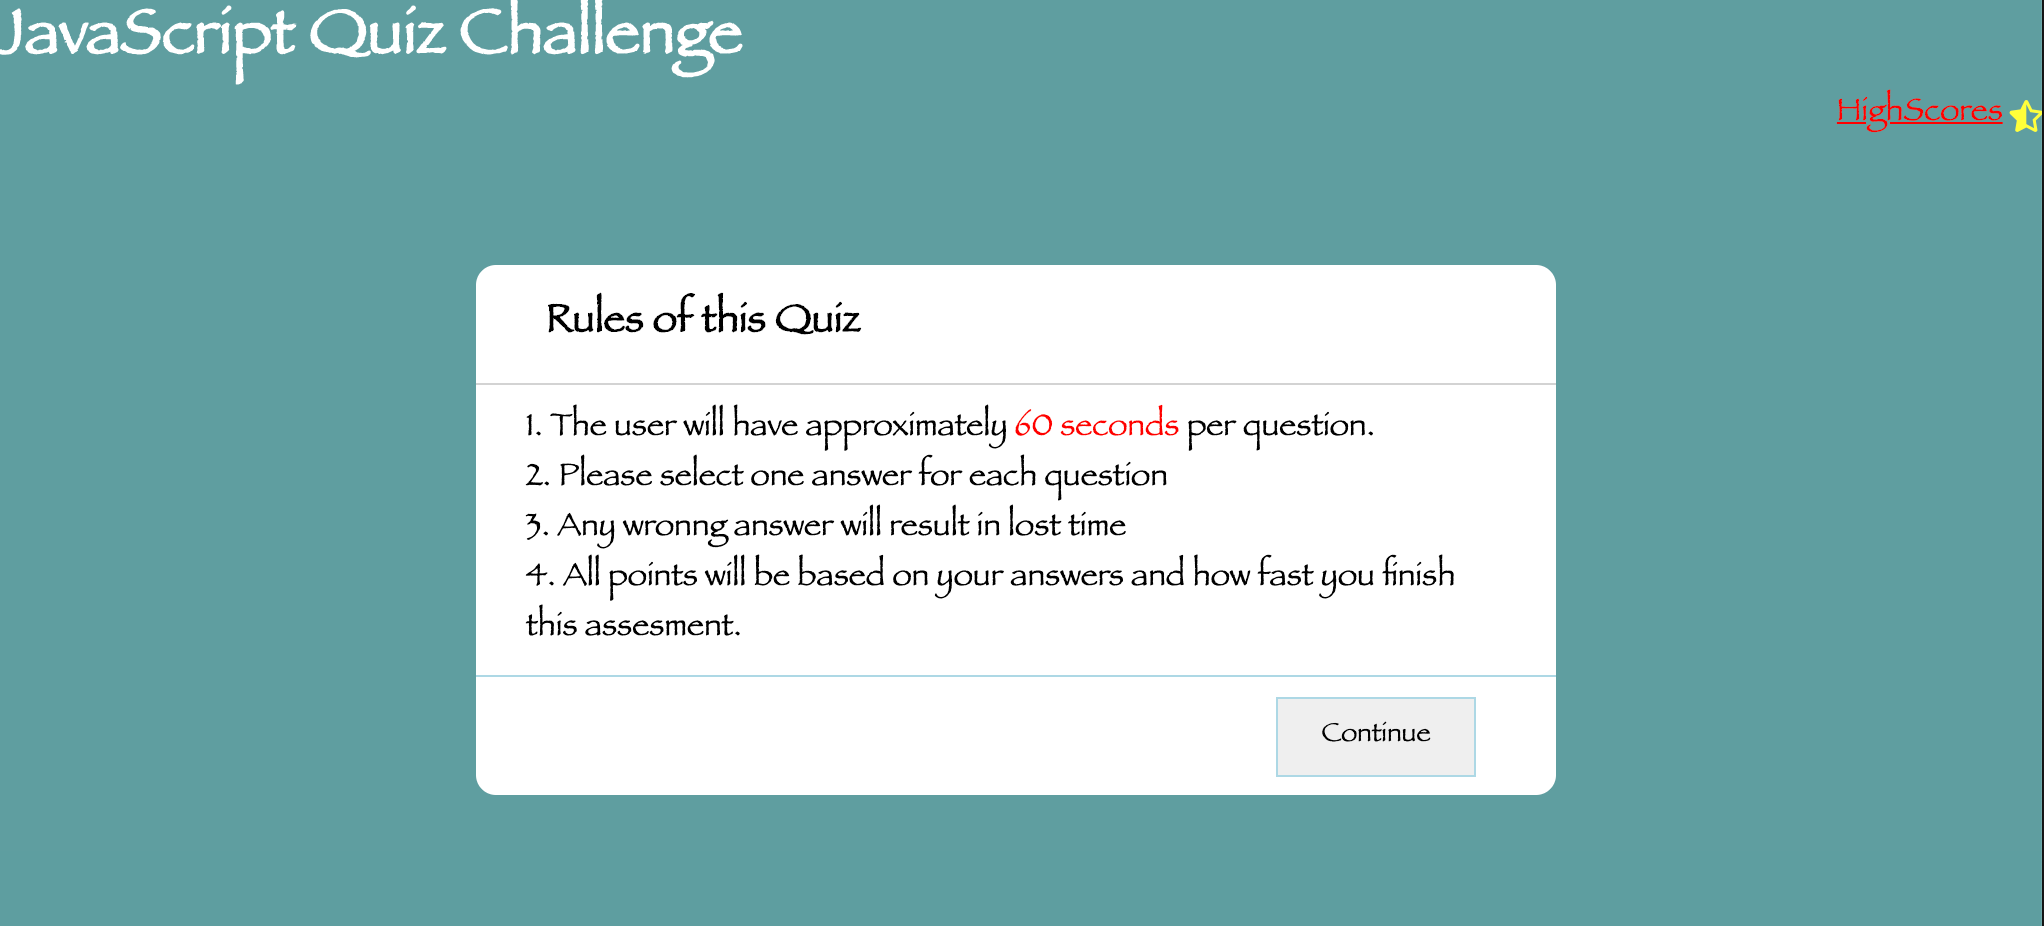 JavaScript Quiz Challenge
HighScores
Rules of this Quiz
1. The user will have approximately 60 seconds per question.
2. Please select one answer for each question
3. Any wronng answer will result in lost time
4. All points will be based on your answers and how fast you finish
this assesment.
Continue